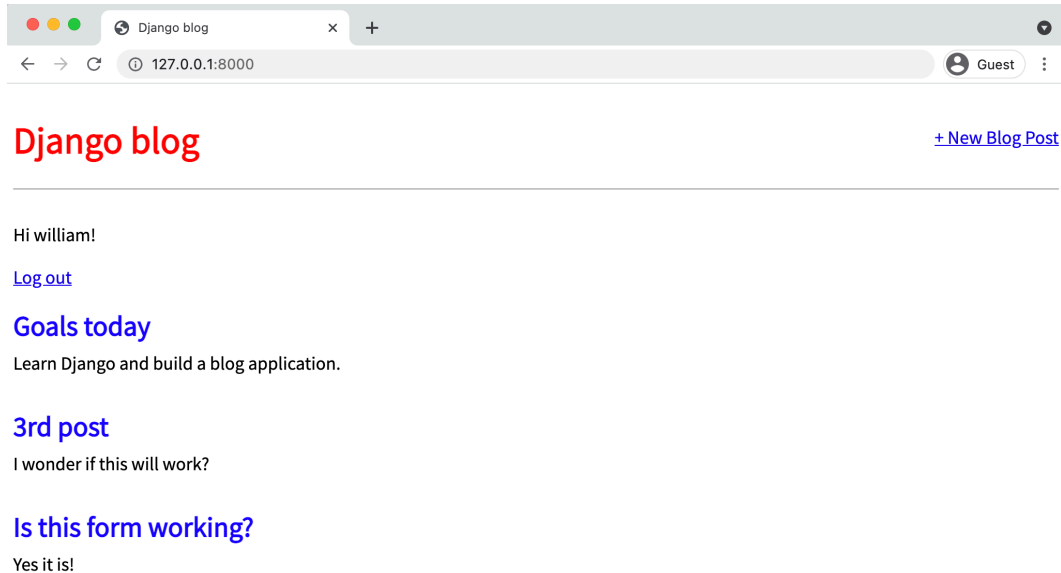 Django blog
127.0.0.1:8000
Guest
Django blog
+ New Blog Post
Hi william!
Log out
Goals today
Learn Django and build a blog application.
3rd post
I wonder if this will work?
Is this form working?
Yes it is!